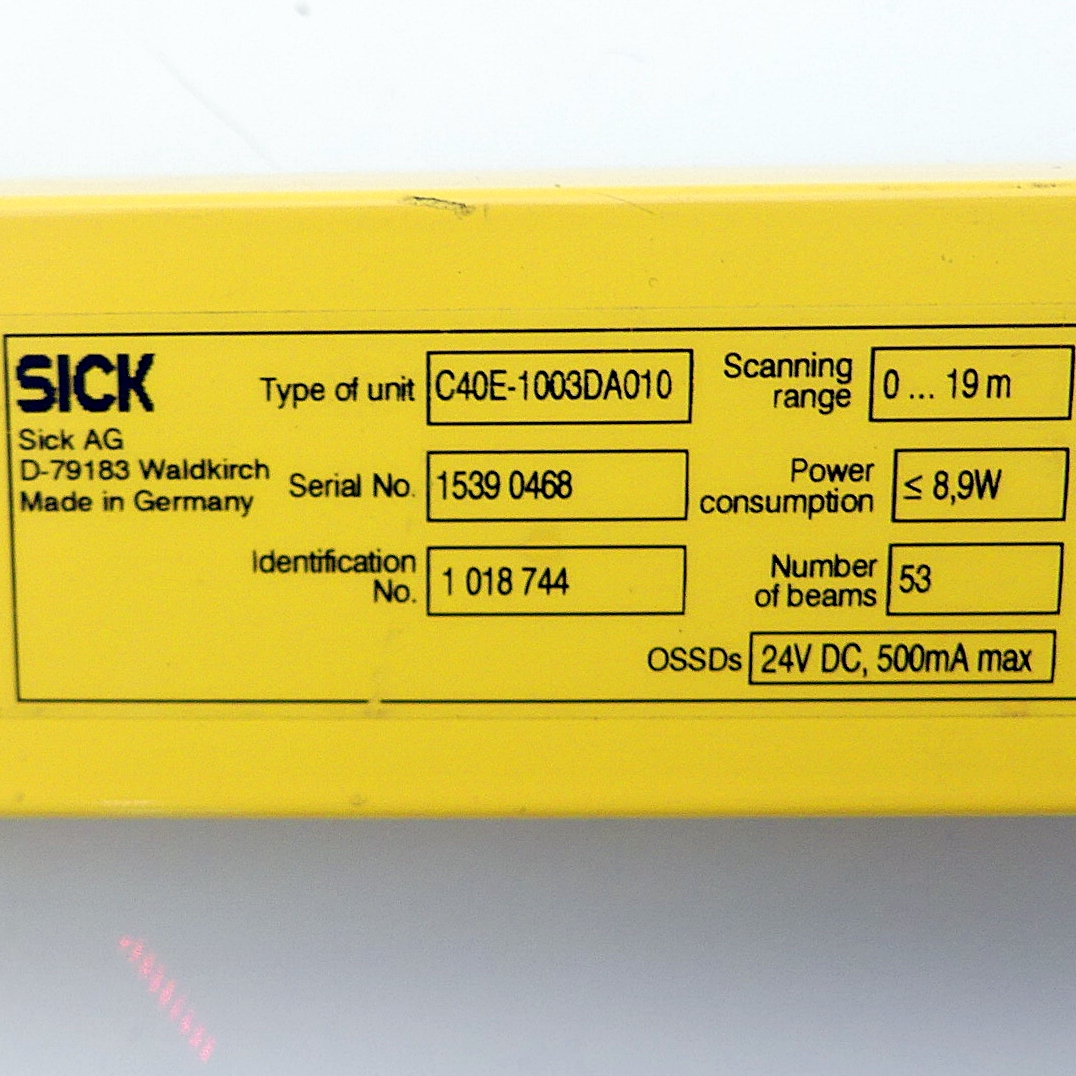 SICK
Sick AG
D-79183 Waldkirch
Made in Germany
Type of unit C40E-1003DA010
Serial No. 1539 0468
Identification
No. 1 018 744
Scanning
range 0 ... 19 m
Power
consumption ≤ 8,9W
Number
of beams 53
OSSDs 24V DC, 500mA max